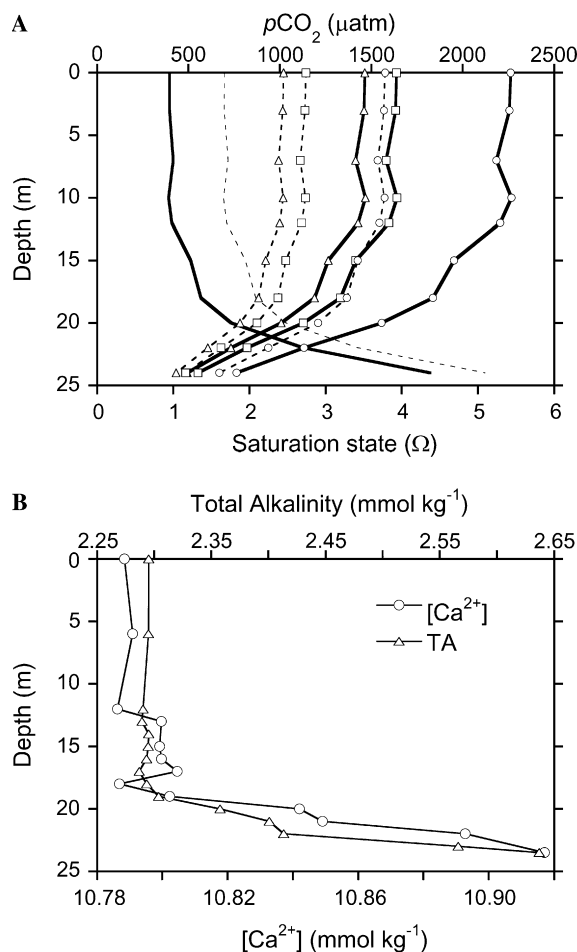 A
pCO2 (μatm)
0 500 1000 1500 2000 2500
0
5
10
15
20
25
Depth (m)
0 1 2 3 4 5 6
Saturation state (Ω)
B
Total Alkalinity (mmol kg-1)
2.25 2.35 2.45 2.55 2.65
0
5
10
15
20
25
Depth (m)
[Ca2+]
TA
10.78 10.82 10.86 10.90
[Ca2+] (mmol kg-1)